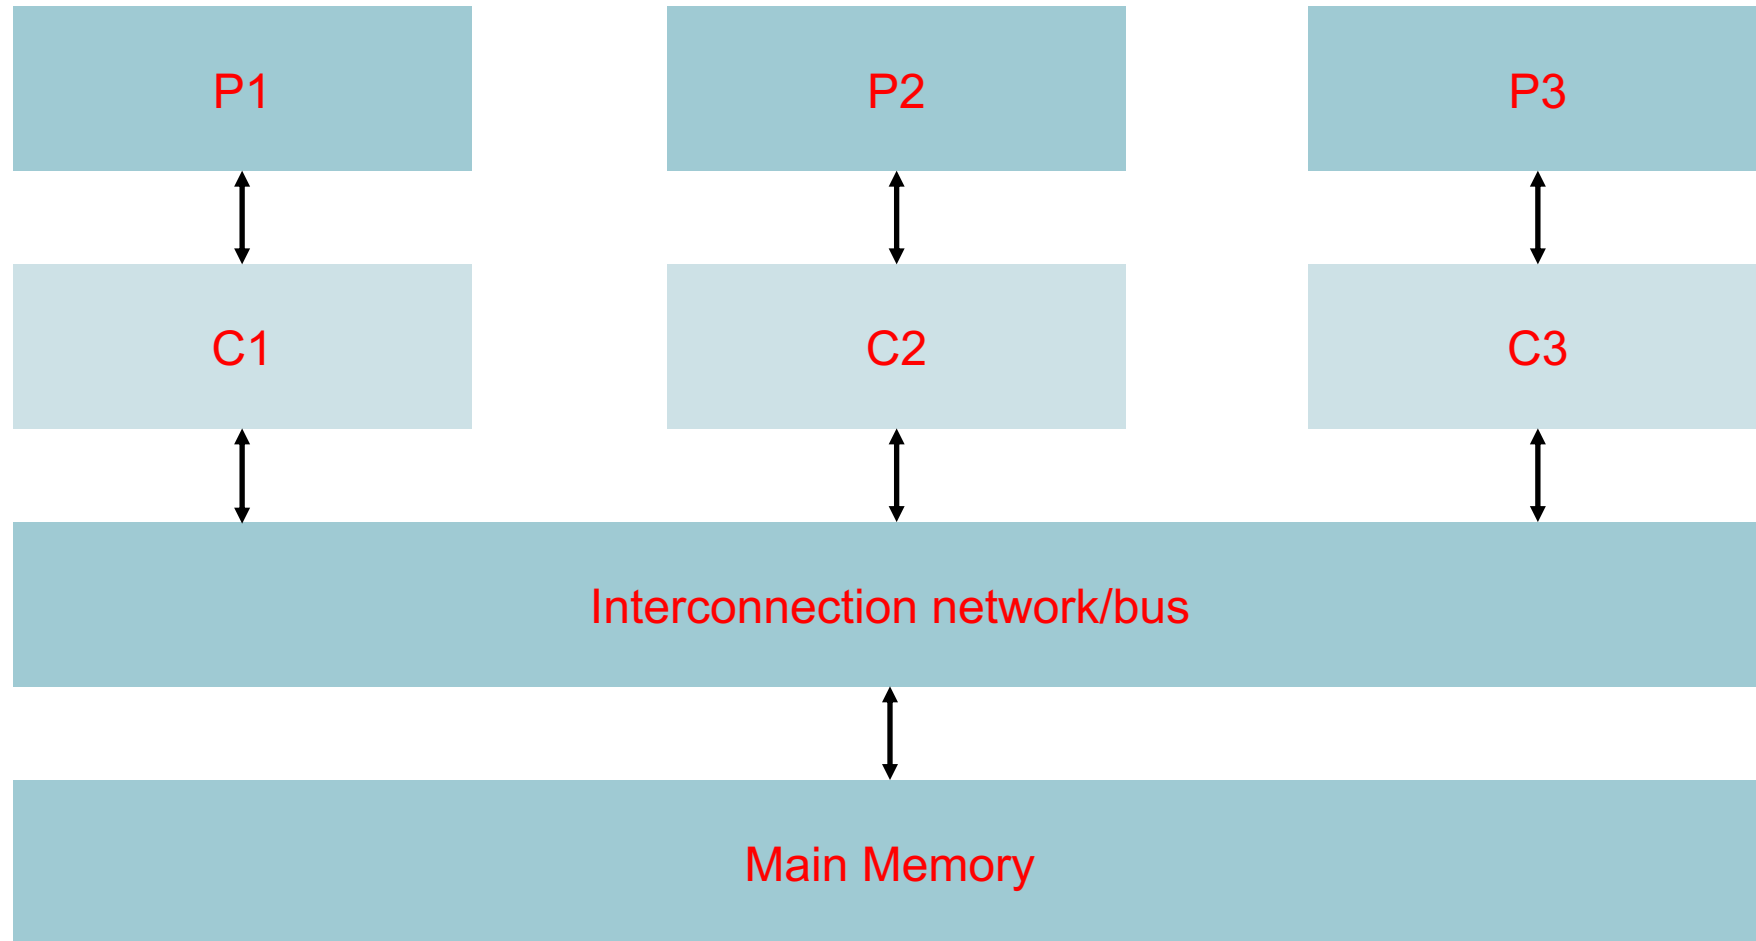 P1
P2
P3
C1
C2
C3
Interconnection network/bus
Main Memory